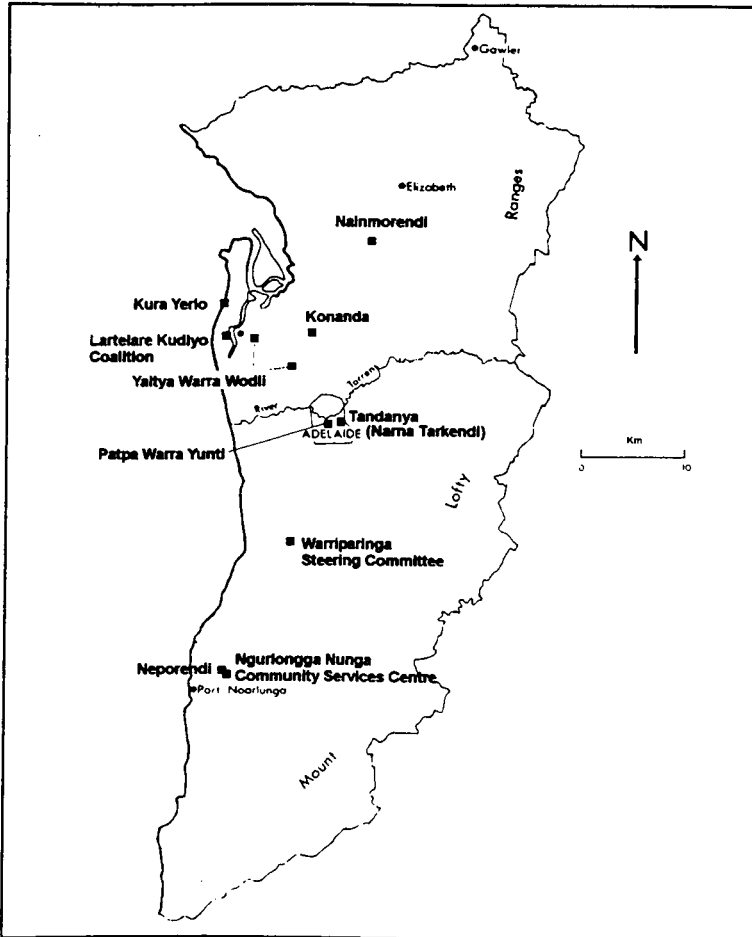 Gawler
Elizabeth
Ranges
Nainmorendi
N
Kura Yerlo
Konanda
Lartelare Kudlyo
Coalition
Yaitya Warra Wodli
Torrens
River
Tandanya
ADELAIDE (Narna Tarkendi)
Patpa Warra Yunti
Km
0 10
Lofty
Warriparinga
Steering Committee
Neporendi
Ngurlongga Nunga
Community Services Centre
Port Noarlunga
Mount